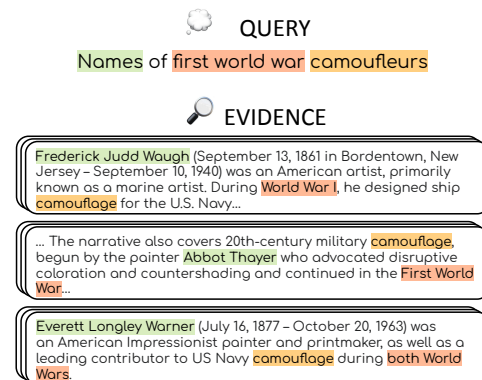 QUERY
Names of first world war camoufleurs
EVIDENCE
Frederick Judd Waugh (September 13, 1861 in Bordentown, New
Jersey – September 10, 1940) was an American artist, primarily
known as a marine artist. During World War I, he designed ship
camouflage for the U.S. Navy...
... The narrative also covers 20th-century military camouflage,
begun by the painter Abbot Thayer who advocated disruptive
coloration and countershading and continued in the First World
War...
Everett Longley Warner (July 16, 1877 – October 20, 1963) was
an American Impressionist painter and printmaker, as well as a
leading contributor to US Navy camouflage during both World
Wars.